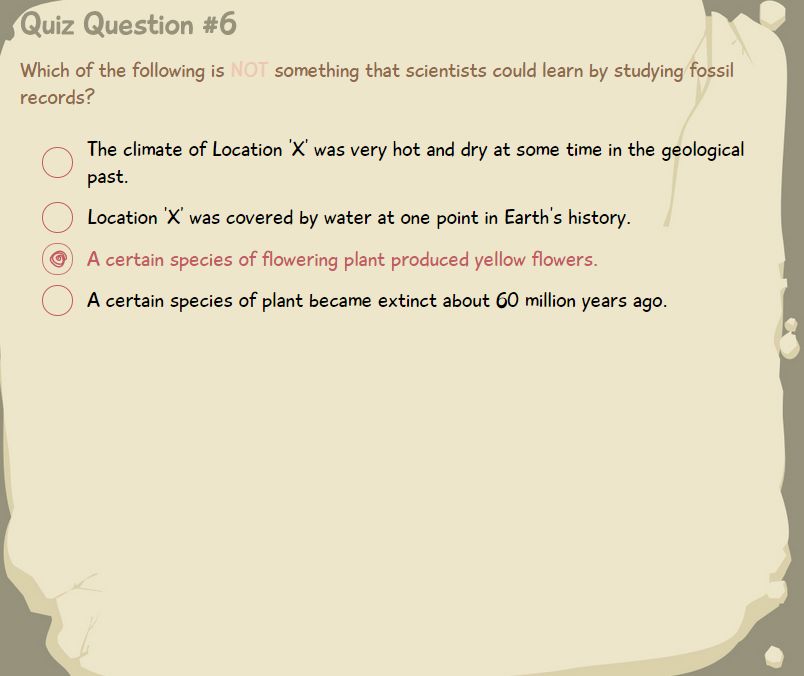 Quiz Question #6
Which of the following is NOT something that scientists could learn by studying fossil
records?
The climate of Location 'X' was very hot and dry at some time in the geological
past.
Location 'X' was covered by water at one point in Earth's history.
A certain species of flowering plant produced yellow flowers.
A certain species of plant became extinct about 60 million years ago.